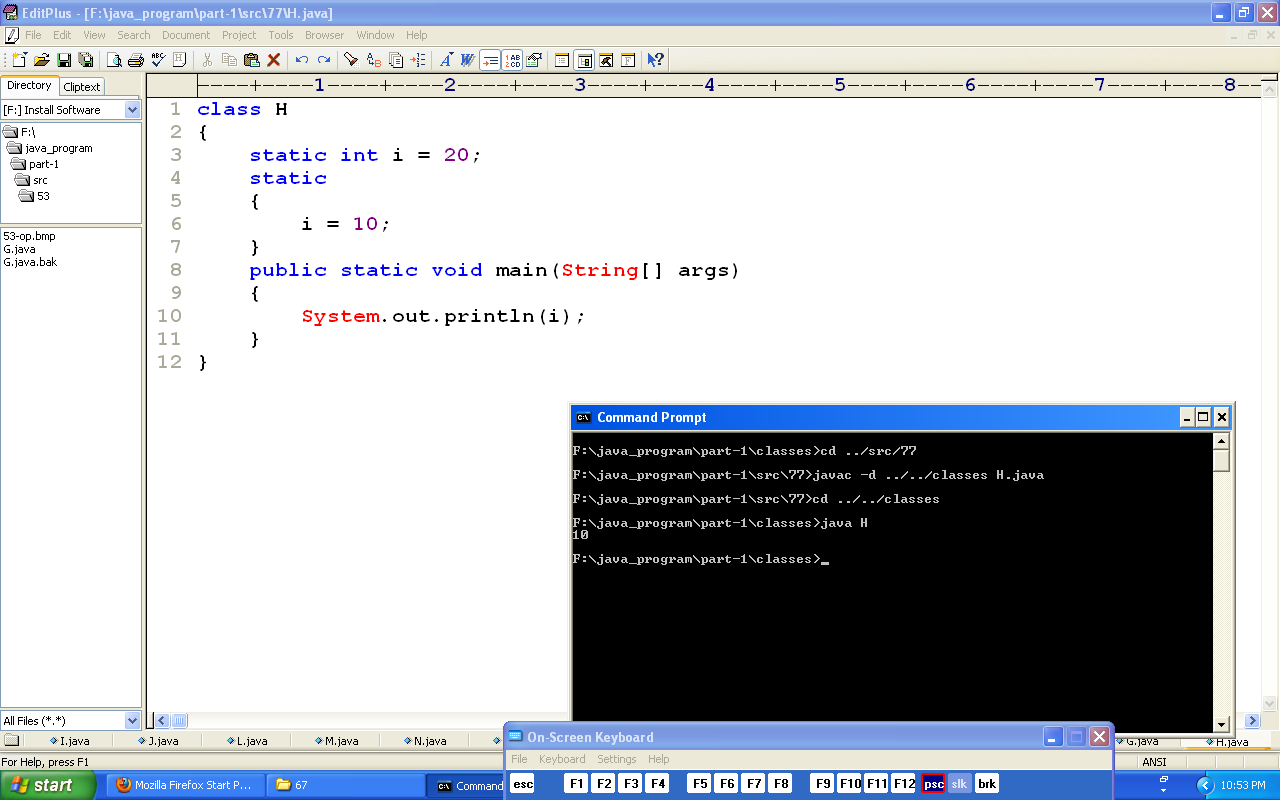 EditPlus - [F:\java_program\part-1\src\77\H.java]
File Edit View Search Document Project Tools Browser Window Help
Directory Cliptext
----+----1----+----2----+----3----+----4----+----5----+----6----+----7----+----8--
[F:] Install Software
F:\
java_program
part-1
src
53
53-op.bmp
G.java
G.java.bak
All Files (*.*)
1 class H
2 {
3 static int i = 20;
4 static
5 {
6 i = 10;
7 }
8 public static void main(String[] args)
9 {
10 System.out.println(i);
11 }
12 }
Command Prompt
F:\java_program\part-1\classes>cd ../src/77
F:\java_program\part-1\src\77>javac -d ../../classes H.java
F:\java_program\part-1\src\77>cd ../../classes
F:\java_program\part-1\classes>java H
10
F:\java_program\part-1\classes>_
I.java J.java L.java M.java N.java G.java H.java
On-Screen Keyboard
File Keyboard Settings Help
esc F1 F2 F3 F4 F5 F6 F7 F8 F9 F10 F11 F12 psc slk brk
For Help, press F1
ANSI
start Mozilla Firefox Start P... 67 Command 10:53 PM